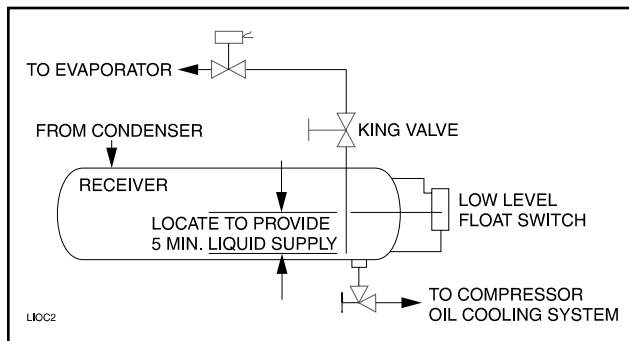 TO EVAPORATOR
KING VALVE
FROM CONDENSER
RECEIVER
LOCATE TO PROVIDE
5 MIN. LIQUID SUPPLY
LOW LEVEL
FLOAT SWITCH
TO COMPRESSOR
OIL COOLING SYSTEM
LIOC2